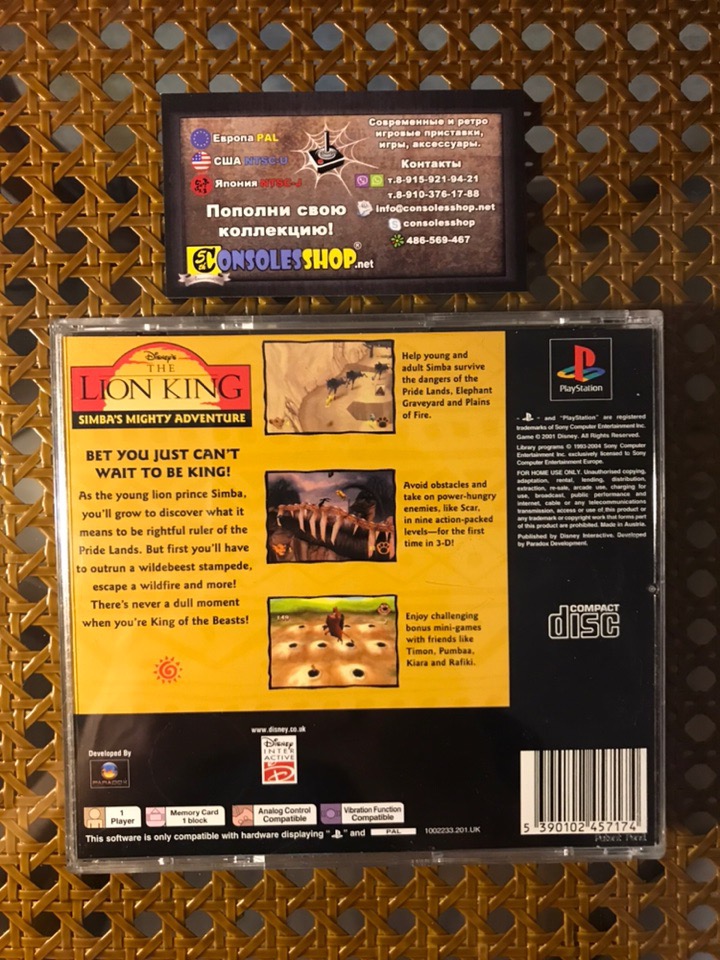 Европа PAL
США NTSC-U
Япония NTSC-J
Пополни свою
коллекцию!
CONSOLESSHOP.net
®
Современные и ретро
игровые приставки,
игры, аксессуары.
Контакты
т.8-915-921-94-21
т.8-910-376-17-88
info@consolesshop.net
consolesshop
486-569-467
Disney's
THE
LION KING
SIMBA'S MIGHTY ADVENTURE
BET YOU JUST CAN'T
WAIT TO BE KING!
As the young lion prince Simba,
you'll grow to discover what it
means to be rightful ruler of the
Pride Lands. But first you'll have
to outrun a wildebeest stampede,
escape a wildfire and more!
There's never a dull moment
when you're King of the Beasts!
Help young and
adult Simba survive
the dangers of the
Pride Lands, Elephant
Graveyard and Plains
of Fire.
Avoid obstacles and
take on power-hungry
enemies, like Scar,
in nine action-packed
levels—for the first
time in 3-D!
Enjoy challenging
bonus mini-games
with friends like
Timon, Pumbaa,
Kiara and Rafiki.
PlayStation
" " and "PlayStation" are registered
trademarks of Sony Computer Entertainment Inc.
Game © 2001 Disney. All Rights Reserved.
Library programs © 1993-2004 Sony Computer
Entertainment Inc. exclusively licensed to Sony
Computer Entertainment Europe.
FOR HOME USE ONLY. Unauthorised copying,
adaptation, rental, lending, distribution,
extraction, re-sale, arcade use, charging for
use, broadcast, public performance and
internet, cable or any telecommunications
transmission, access or use of this product or
any trademark or copyright work that forms part
of this product are prohibited. Made in Austria.
Published by Disney Interactive. Developed
by Paradox Development.
COMPACT
disc
www.disney.co.uk
Disney
INTER
ACTIVE
Developed By
PARADOX
1
Player
Memory Card
1 block
Analog Control
Compatible
Vibration Function
Compatible
This software is only compatible with hardware displaying " " and PAL 1002233.201.UK
5 390102 457174